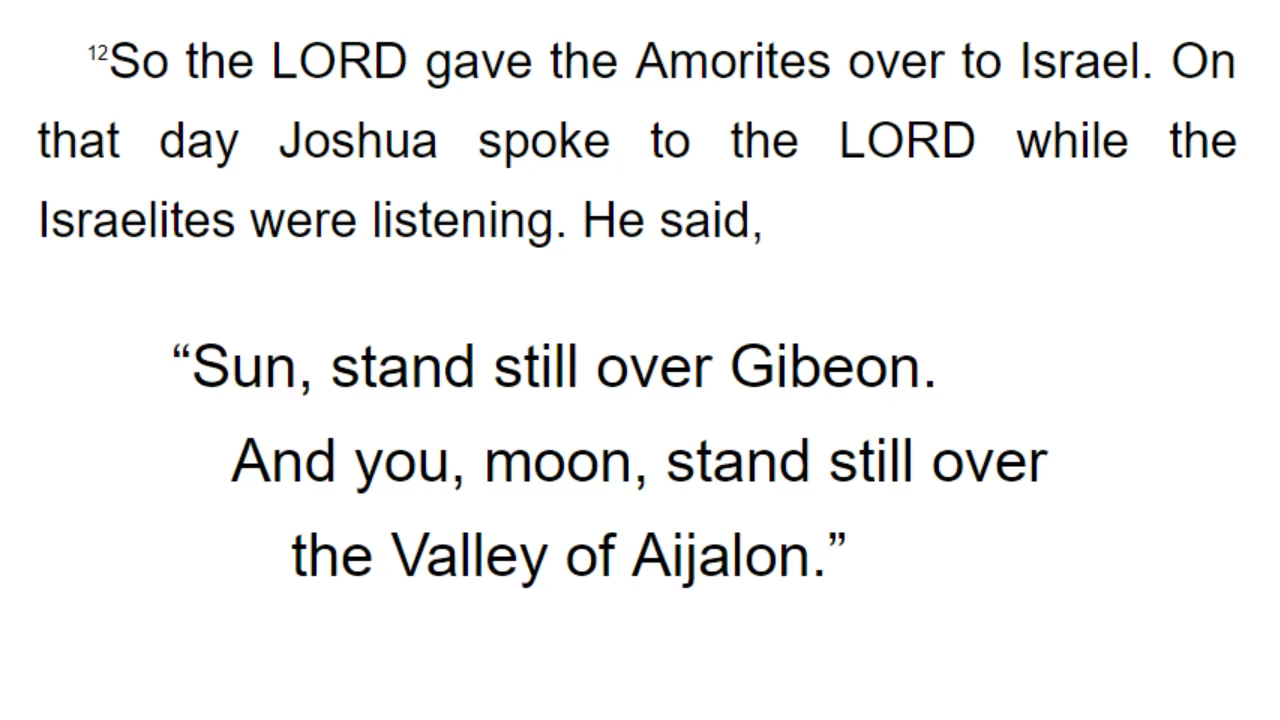 12So the LORD gave the Amorites over to Israel. On
that day Joshua spoke to the LORD while the
Israelites were listening. He said,
“Sun, stand still over Gibeon.
And you, moon, stand still over
the Valley of Aijalon.”